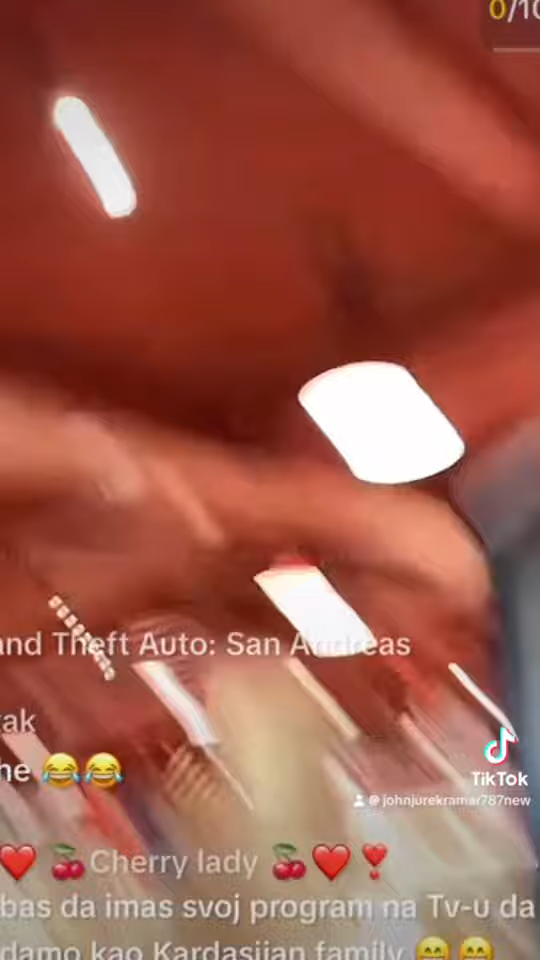 0/10
and Theft Auto: San Andreas
tak
he 😂😂
TikTok
@johnjurekramar787new
❤️ 🍒Cherry lady 🍒❤️❣️
bas da imas svoj program na Tv-u da
damo kao Kardasijan family 😄😄